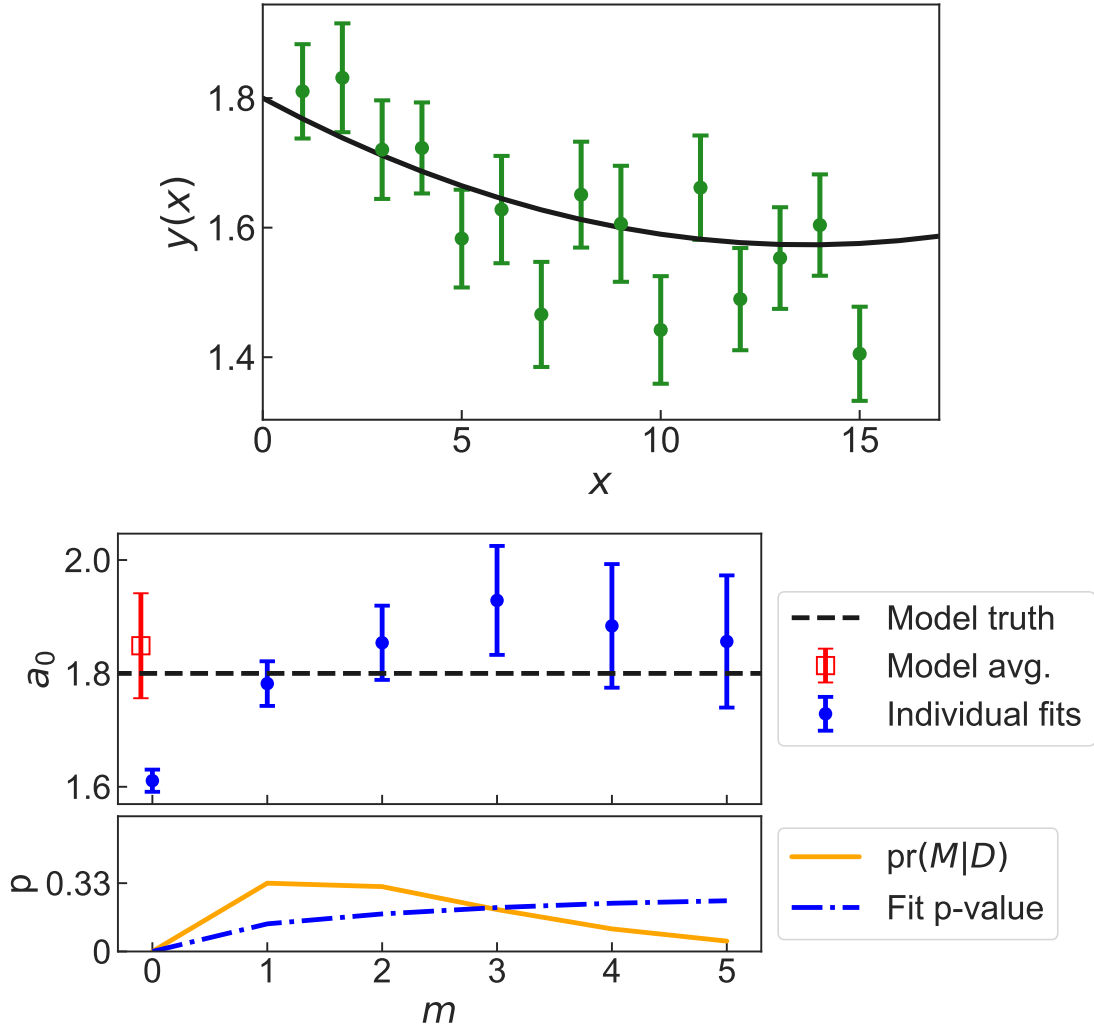 1.8
1.6
1.4
y(x)
0 5 10 15
x
2.0
1.8
1.6
a₀
Model truth
Model avg.
Individual fits
0.33
0
p
pr(M|D)
Fit p-value
0 1 2 3 4 5
m